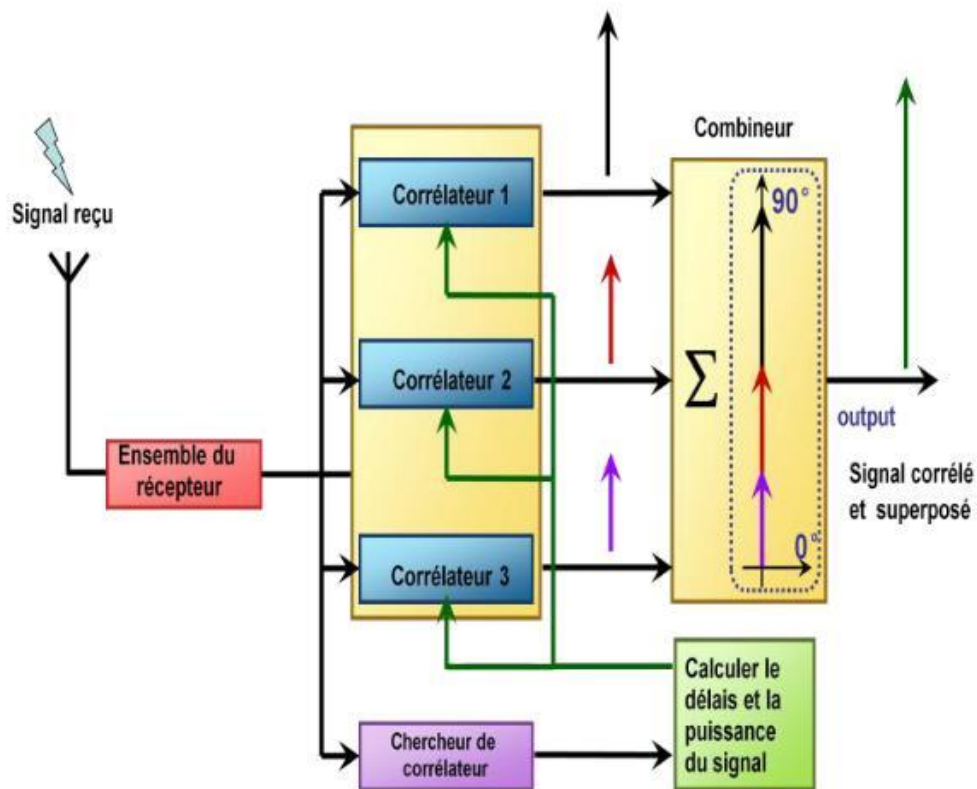 Combineur
Signal reçu
Corrélateur 1
90°
Corrélateur 2
Σ
output
Ensemble du
récepteur
Signal corrélé
et superposé
0°
Corrélateur 3
Calculer le
délais et la
puissance
du signal
Chercheur de
corrélateur